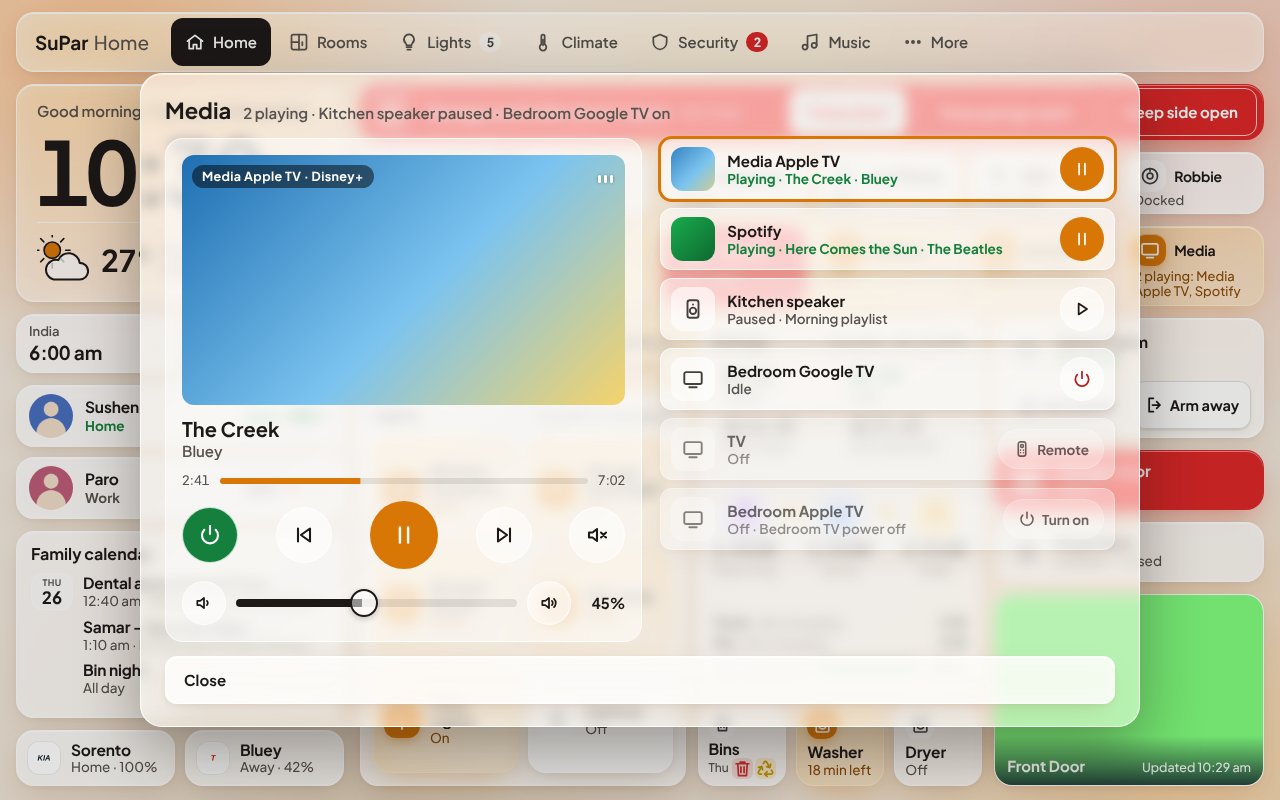 SuPar Home
Home
Rooms
Lights 5
Climate
Security 2
Music
More
Good morning
10
27°
India
6:00 am
Sushen
Home
Paro
Work
Family calenda
THU
26
Dental a
12:40 am
Samar –
1:10 am ·
Bin nigh
All day
Sorento
Home · 100%
Bluey
Away · 42%
Media
2 playing · Kitchen speaker paused · Bedroom Google TV on
Media Apple TV · Disney+
The Creek
Bluey
2:41
7:02
45%
Media Apple TV
Playing · The Creek · Bluey
Spotify
Playing · Here Comes the Sun · The Beatles
Kitchen speaker
Paused · Morning playlist
Bedroom Google TV
Idle
TV
Off
Remote
Bedroom Apple TV
Off · Bedroom TV power off
Turn on
Close
eep side open
Robbie
Docked
Media
2 playing: Media
Apple TV, Spotify
Arm away
On
Off
Bins
Thu
Washer
18 min left
Dryer
Off
Front Door
Updated 10:29 am
KIA
T